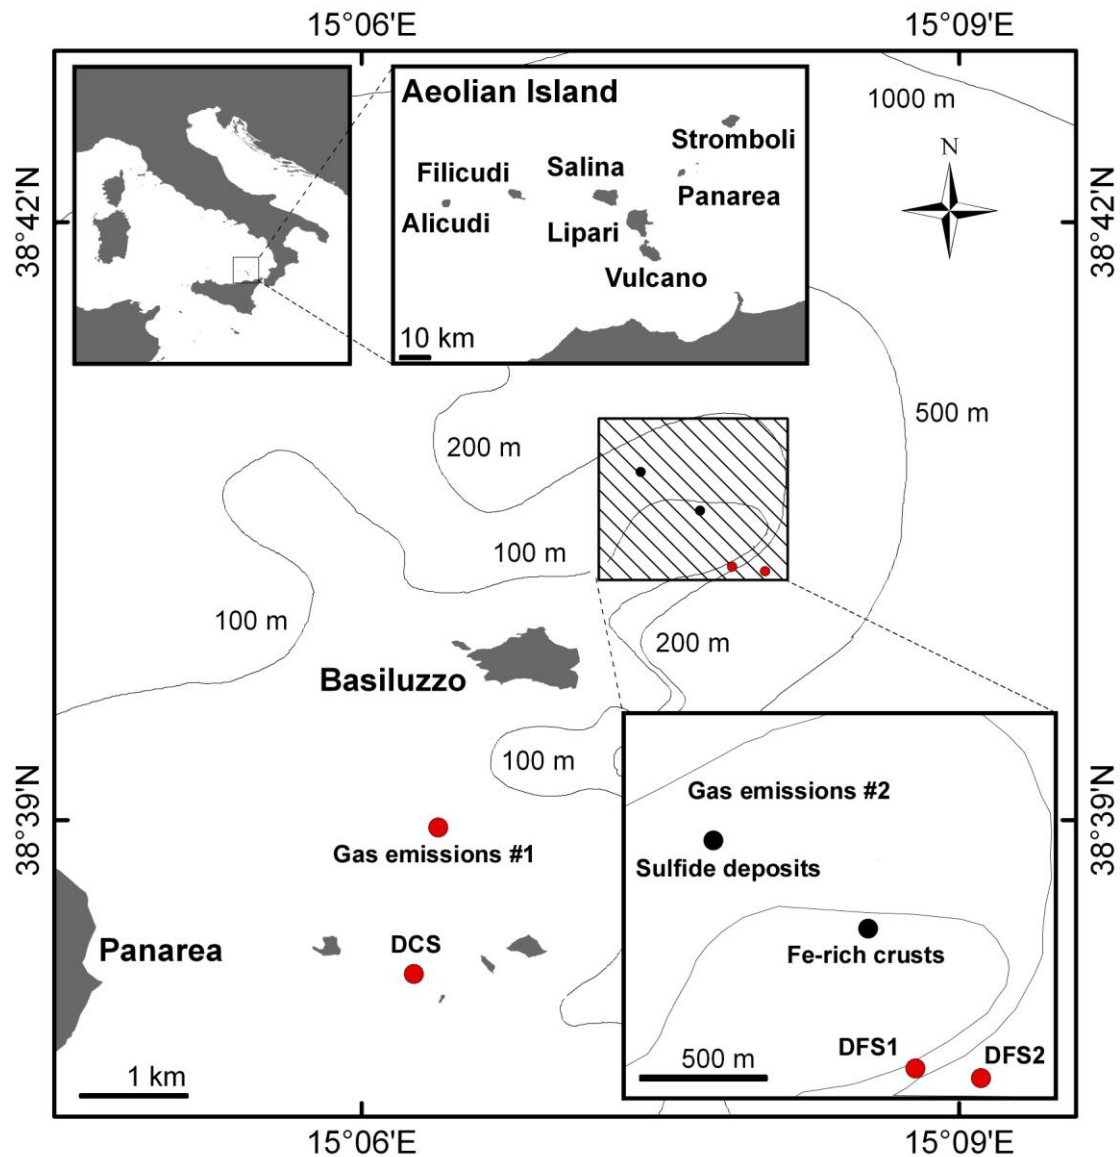 15°06'E
15°09'E
Aeolian Island
1000 m
Stromboli
N
Filicudi
Salina
Panarea
38°42'N
38°42'N
Alicudi
Lipari
Vulcano
10 km
500 m
200 m
100 m
100 m
200 m
Basiluzzo
100 m
38°39'N
38°39'N
Gas emissions #2
Gas emissions #1
Sulfide deposits
DCS
Panarea
Fe-rich crusts
DFS1
DFS2
500 m
1 km
15°06'E
15°09'E